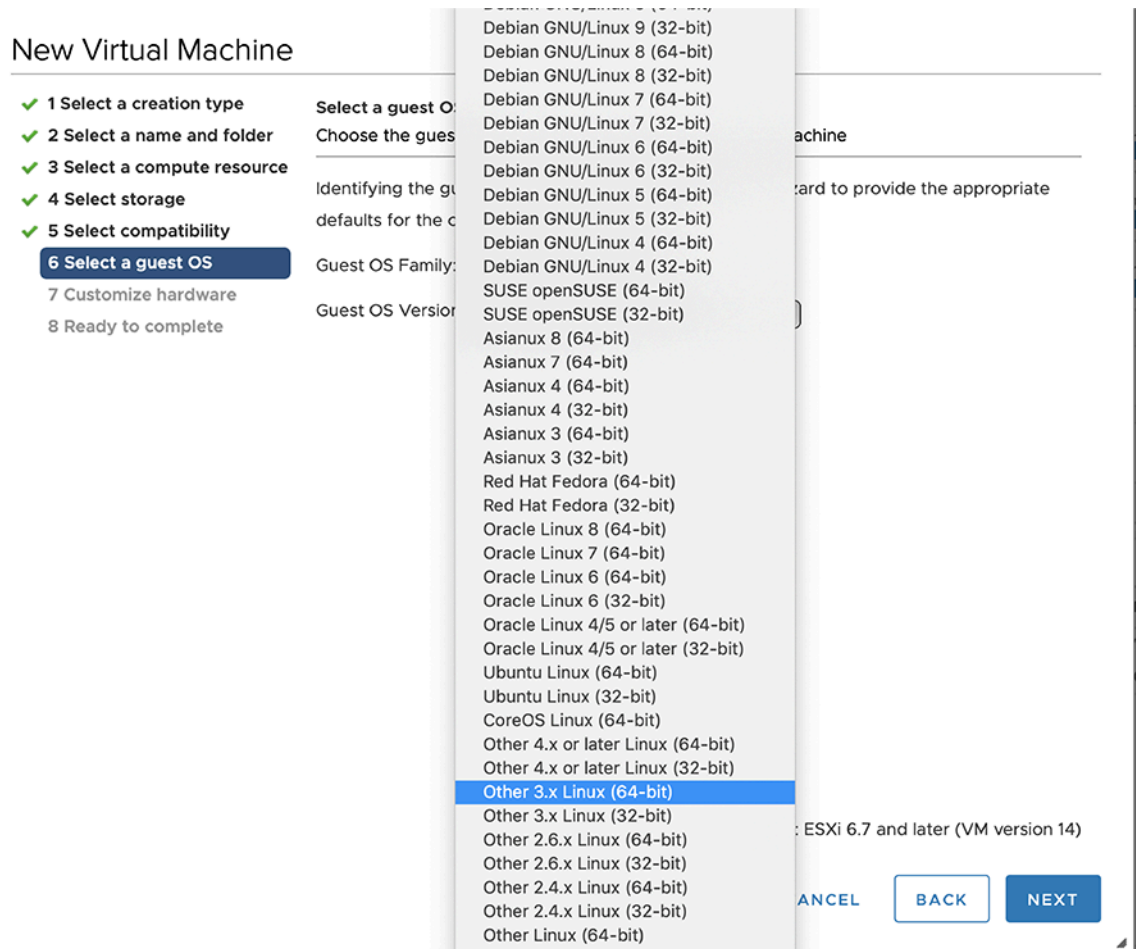 New Virtual Machine
1 Select a creation type
2 Select a name and folder
3 Select a compute resource
4 Select storage
5 Select compatibility
6 Select a guest OS
7 Customize hardware
8 Ready to complete
Select a guest O
Choose the gues
achine
Identifying the gu
zard to provide the appropriate
defaults for the o
Guest OS Family:
Guest OS Version
Debian GNU/Linux 9 (32-bit)
Debian GNU/Linux 8 (64-bit)
Debian GNU/Linux 8 (32-bit)
Debian GNU/Linux 7 (64-bit)
Debian GNU/Linux 7 (32-bit)
Debian GNU/Linux 6 (64-bit)
Debian GNU/Linux 6 (32-bit)
Debian GNU/Linux 5 (64-bit)
Debian GNU/Linux 5 (32-bit)
Debian GNU/Linux 4 (64-bit)
Debian GNU/Linux 4 (32-bit)
SUSE openSUSE (64-bit)
SUSE openSUSE (32-bit)
Asianux 8 (64-bit)
Asianux 7 (64-bit)
Asianux 4 (64-bit)
Asianux 4 (32-bit)
Asianux 3 (64-bit)
Asianux 3 (32-bit)
Red Hat Fedora (64-bit)
Red Hat Fedora (32-bit)
Oracle Linux 8 (64-bit)
Oracle Linux 7 (64-bit)
Oracle Linux 6 (64-bit)
Oracle Linux 6 (32-bit)
Oracle Linux 4/5 or later (64-bit)
Oracle Linux 4/5 or later (32-bit)
Ubuntu Linux (64-bit)
Ubuntu Linux (32-bit)
CoreOS Linux (64-bit)
Other 4.x or later Linux (64-bit)
Other 4.x or later Linux (32-bit)
Other 3.x Linux (64-bit)
Other 3.x Linux (32-bit)
Other 2.6.x Linux (64-bit)
Other 2.6.x Linux (32-bit)
Other 2.4.x Linux (64-bit)
Other 2.4.x Linux (32-bit)
Other Linux (64-bit)
: ESXi 6.7 and later (VM version 14)
ANCEL
BACK
NEXT